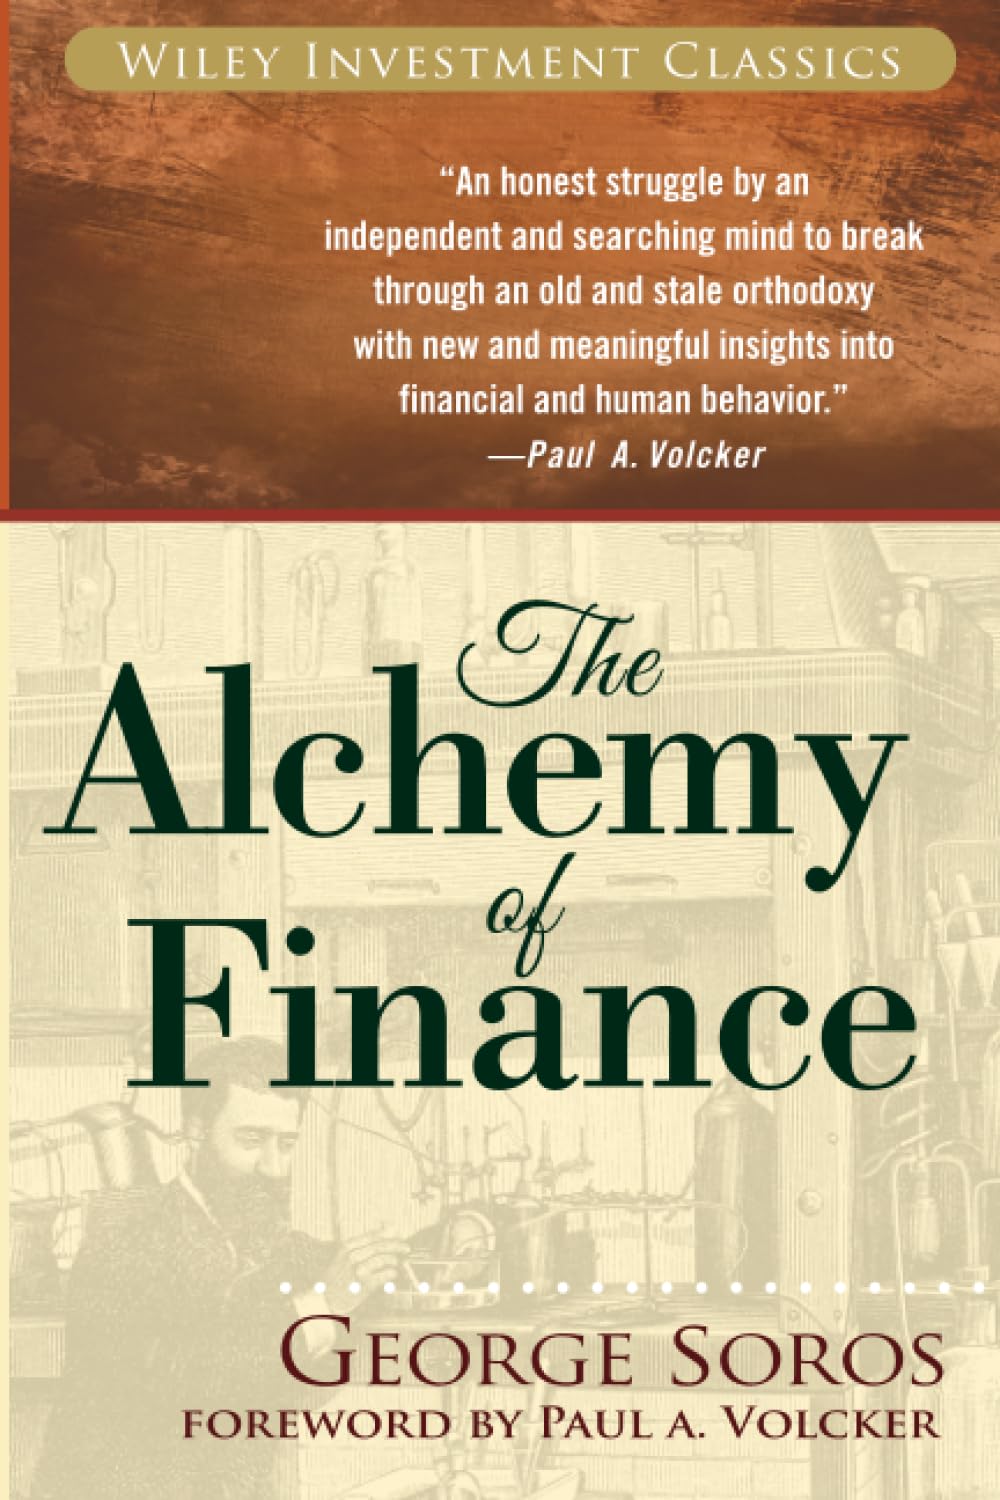 WILEY INVESTMENT CLASSICS
“An honest struggle by an
independent and searching mind to break
through an old and stale orthodoxy
with new and meaningful insights into
financial and human behavior.”
—Paul A. Volcker
The
Alchemy
of
Finance
GEORGE SOROS
FOREWORD BY PAUL A. VOLCKER